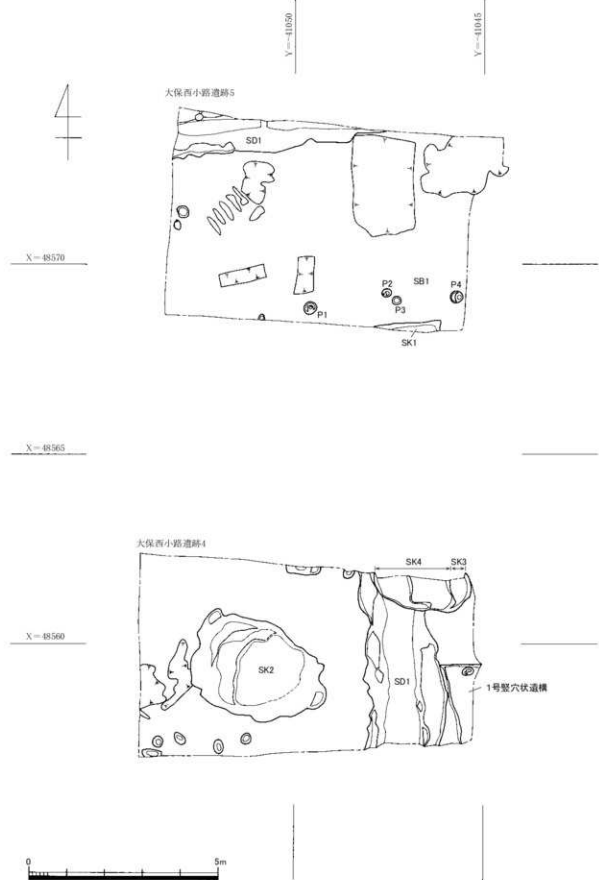 Y=-41050
Y=-41045
大保西小路遺跡5
SD1
X=48570
P2
SB1
P4
P1
P3
SK1
X=48565
大保西小路遺跡4
SK4
SK3
X=48560
SK2
SD1
1号竪穴状遺構
0
5m